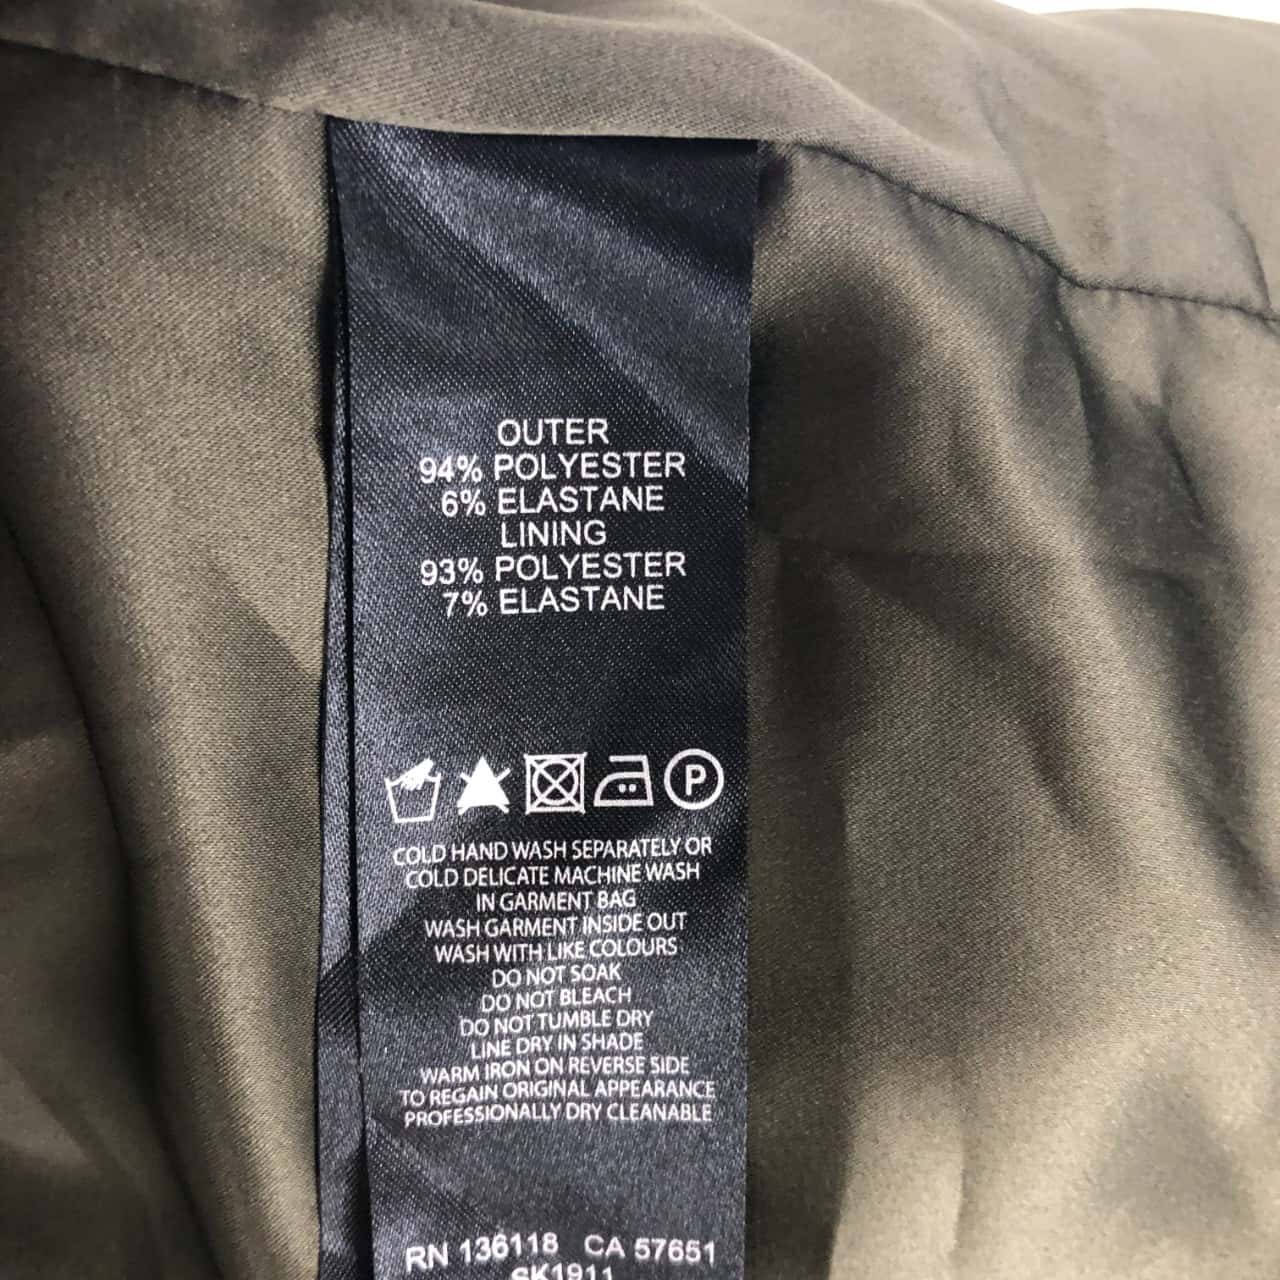 OUTER
94% POLYESTER
6% ELASTANE
LINING
93% POLYESTER
7% ELASTANE
P
COLD HAND WASH SEPARATELY OR
COLD DELICATE MACHINE WASH
IN GARMENT BAG
WASH GARMENT INSIDE OUT
WASH WITH LIKE COLOURS
DO NOT SOAK
DO NOT BLEACH
DO NOT TUMBLE DRY
LINE DRY IN SHADE
WARM IRON ON REVERSE SIDE
TO REGAIN ORIGINAL APPEARANCE
PROFESSIONALLY DRY CLEANABLE
RN 136118 CA 57651
SK1911